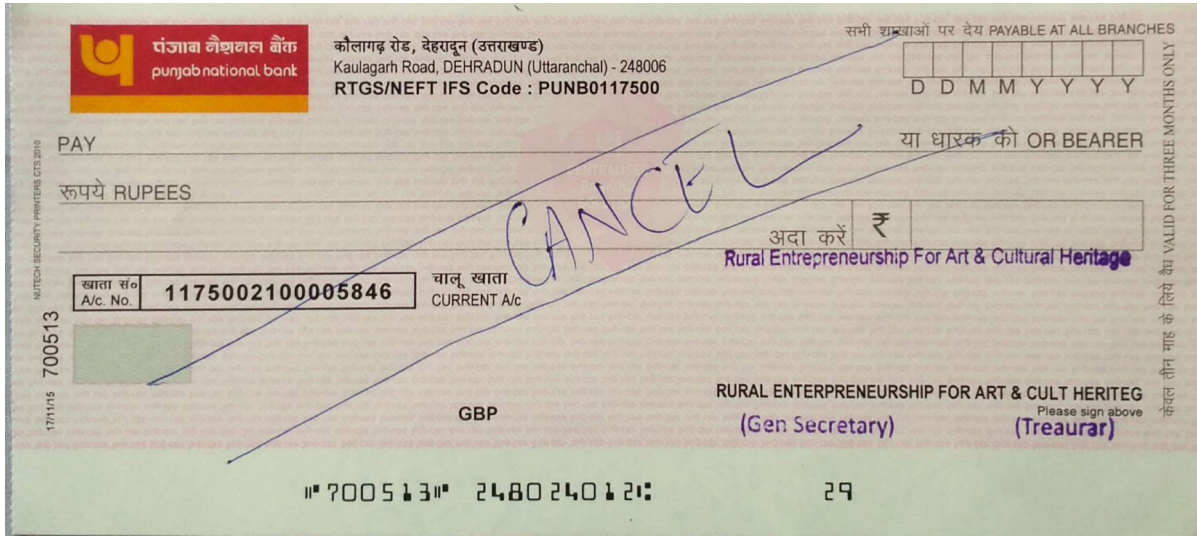 पंजाब नैशनल बैंक
punjab national bank
कौलागढ़ रोड, देहरादून (उत्तराखण्ड)
Kaulagarh Road, DEHRADUN (Uttaranchal) - 248006
RTGS/NEFT IFS Code : PUNB0117500
सभी शाखाओं पर देय PAYABLE AT ALL BRANCHES
D D M M Y Y Y Y
PAY
या धारक को OR BEARER
रूपये RUPEES
CANCEL
अदा करें ₹
Rural Entrepreneurship For Art & Cultural Heritage
खाता सं०
A/c. No.
1175002100005846
चालू खाता
CURRENT A/c
GBP
RURAL ENTERPRENEURSHIP FOR ART & CULT HERITEG
Please sign above
(Gen Secretary) (Treaurar)
NUTECH SECURITY PRINTERS CTS 2010
17/11/15 700513
केवल तीन माह के लिये वैघ VALID FOR THREE MONTHS ONLY
⑈700513⑈ 248024012⑆ 29